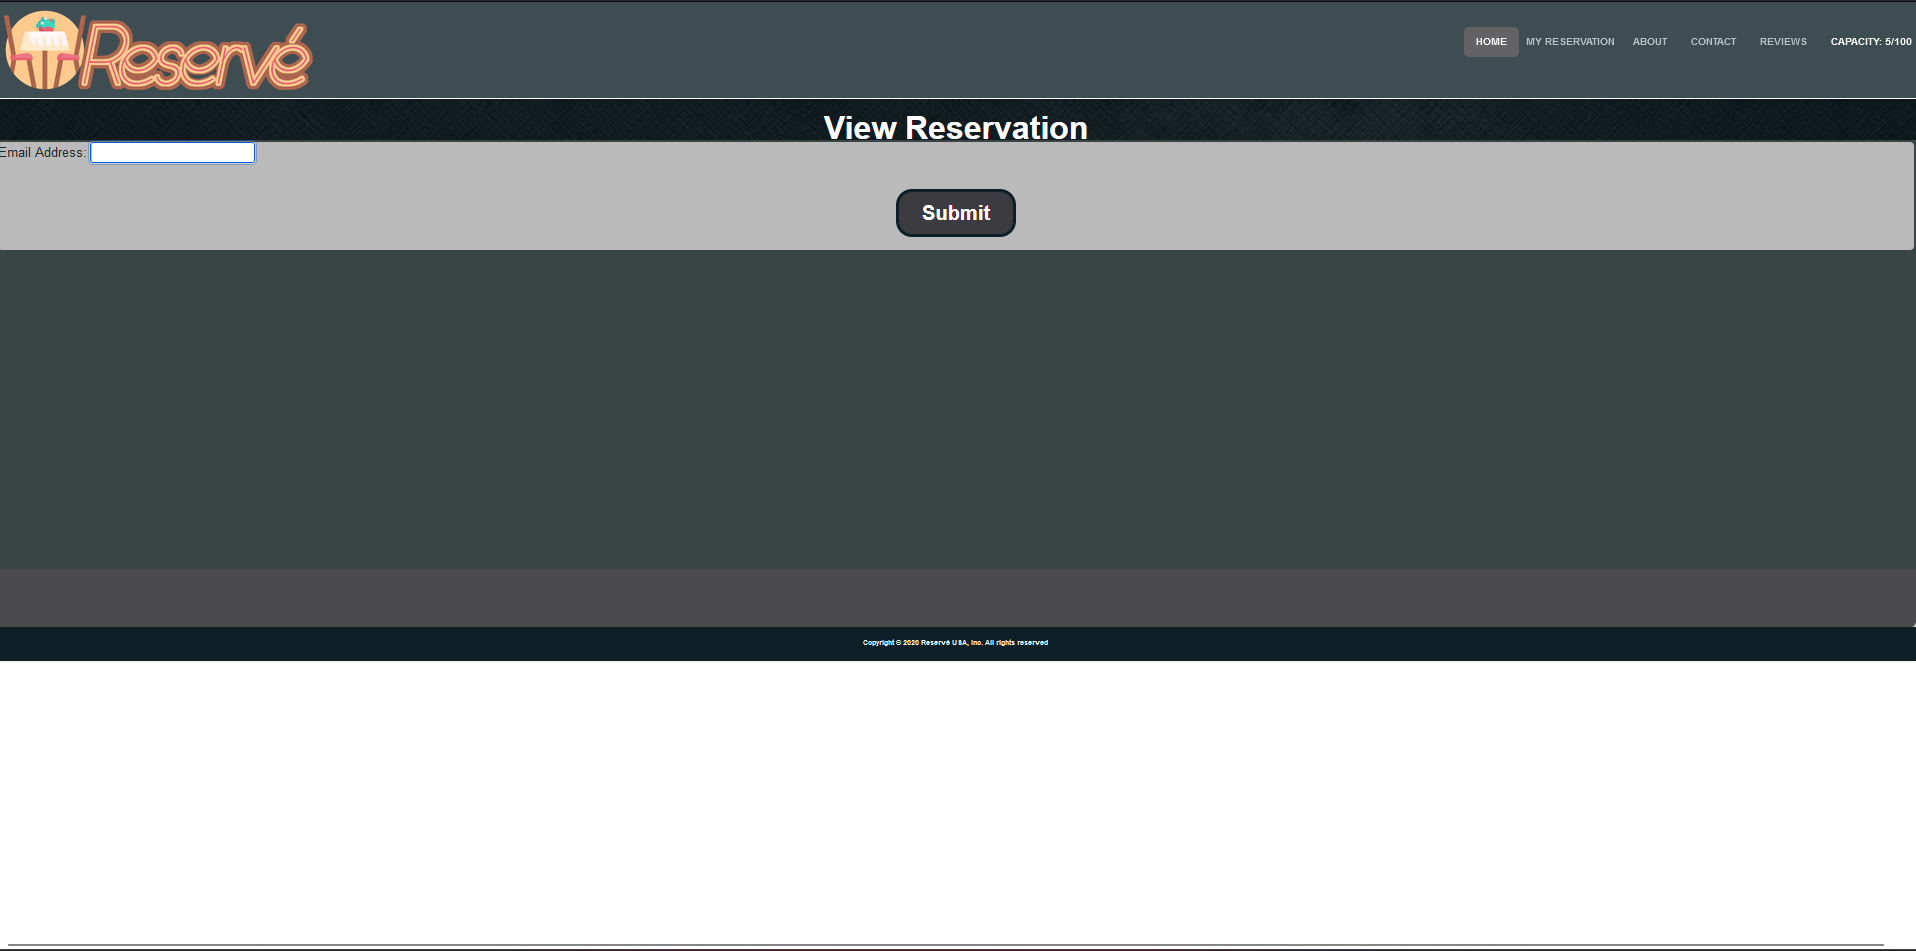 Reservé
HOME MY RESERVATION ABOUT CONTACT REVIEWS CAPACITY: 5/100
View Reservation
Email Address:
Submit
Copyright © 2020 Reservé USA, Inc. All rights reserved